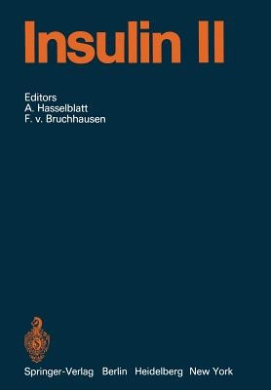 Insulin II
Editors
A. Hasselblatt
F. v. Bruchhausen
Springer-Verlag Berlin Heidelberg New York